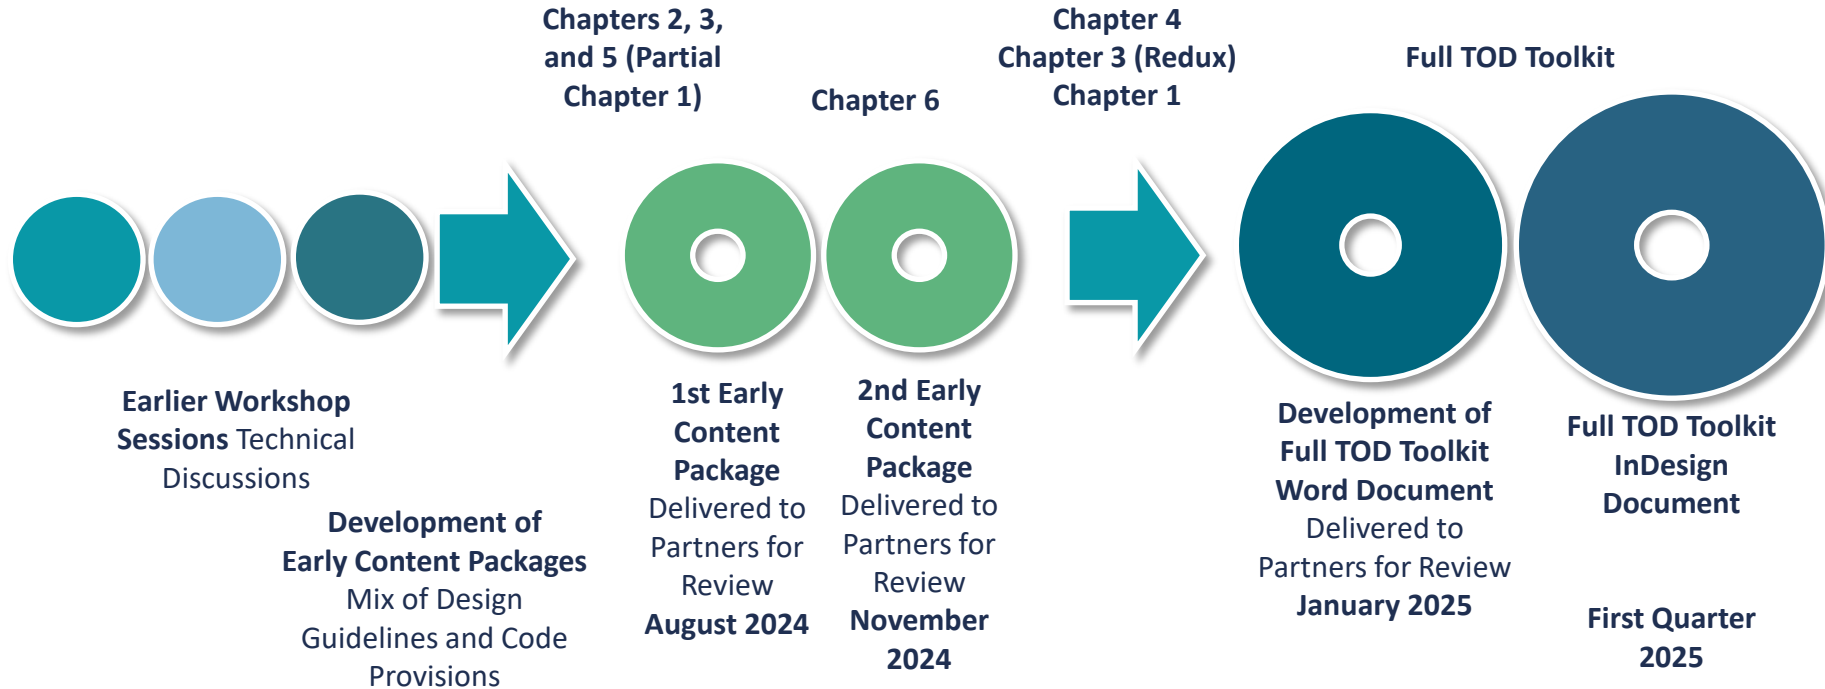 Chapters 2, 3,
and 5 (Partial
Chapter 1)
Chapter 6
Chapter 4
Chapter 3 (Redux)
Chapter 1
Full TOD Toolkit
Earlier Workshop
Sessions Technical
Discussions
Development of
Early Content Packages
Mix of Design
Guidelines and Code
Provisions
1st Early
Content
Package
Delivered to
Partners for
Review
August 2024
2nd Early
Content
Package
Delivered to
Partners for
Review
November
2024
Development of
Full TOD Toolkit
Word Document
Delivered to
Partners for Review
January 2025
Full TOD Toolkit
InDesign
Document
First Quarter
2025